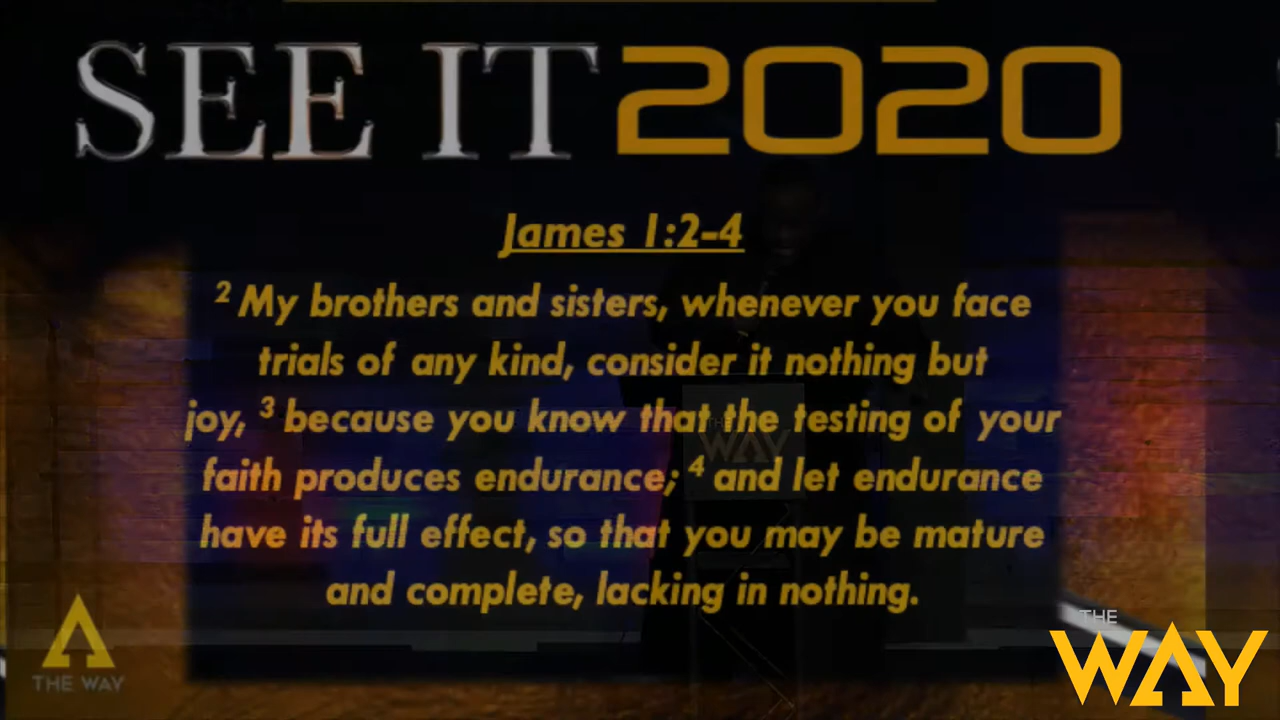 SEE IT 2020
James 1:2-4
2 My brothers and sisters, whenever you face
trials of any kind, consider it nothing but
joy, 3 because you know that the testing of your
faith produces endurance; 4 and let endurance
have its full effect, so that you may be mature
and complete, lacking in nothing.
WAY
THE WAY
THE
WAY